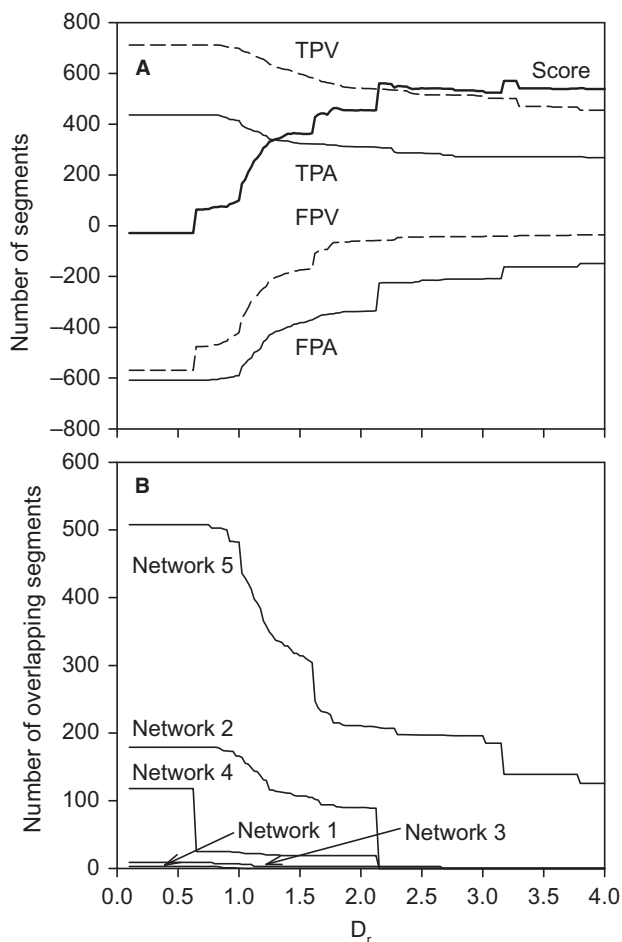 800
600
400
200
0
−200
−400
−600
−800
Number of segments
A
TPV
Score
TPA
FPV
FPA
600
500
400
300
200
100
0
Number of overlapping segments
B
Network 5
Network 2
Network 4
Network 1
Network 3
0.0 0.5 1.0 1.5 2.0 2.5 3.0 3.5 4.0
Dr